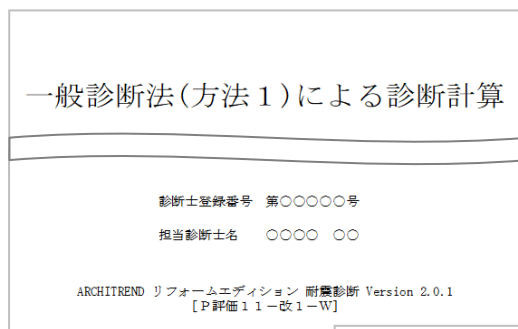 一般診断法(方法１)による診断計算
診断士登録番号　第○○○○○号
担当診断士名　○○○○　○○
ARCHITREND リフォームエディション 耐震診断 Version 2.0.1
[Ｐ評価１１－改１－Ｗ]